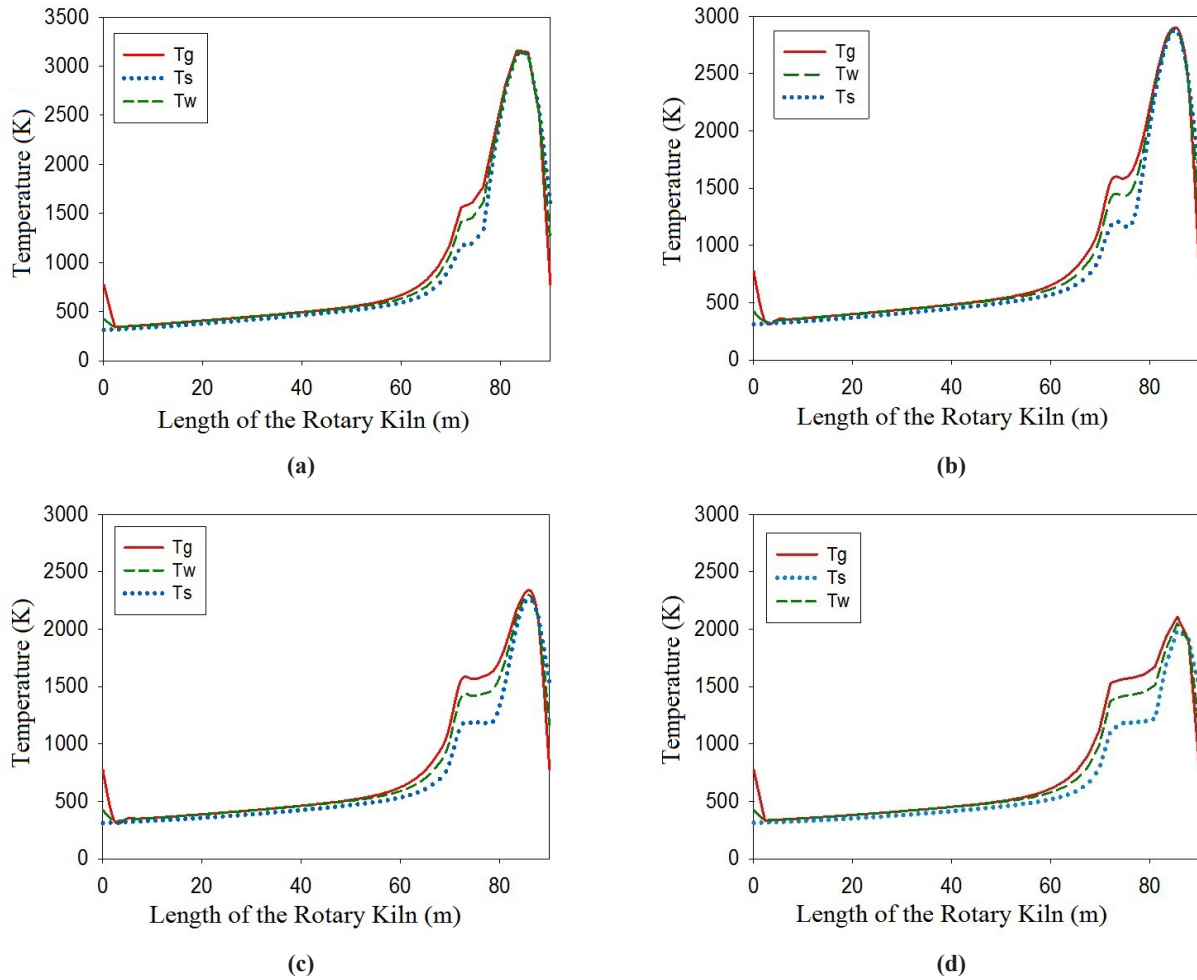 3500
3000
2500
2000
1500
1000
500
0
Temperature (K)
Tg
Ts
Tw
0 20 40 60 80
Length of the Rotary Kiln (m)
(a)
3000
2500
2000
1500
1000
500
0
Temperature (K)
Tg
Tw
Ts
0 20 40 60 80
Length of the Rotary Kiln (m)
(b)
3000
2500
2000
1500
1000
500
0
Temperature (K)
Tg
Tw
Ts
0 20 40 60 80
Length of the Rotary Kiln (m)
(c)
3000
2500
2000
1500
1000
500
0
Temperature (K)
Tg
Ts
Tw
0 20 40 60 80
Length of the Rotary Kiln (m)
(d)